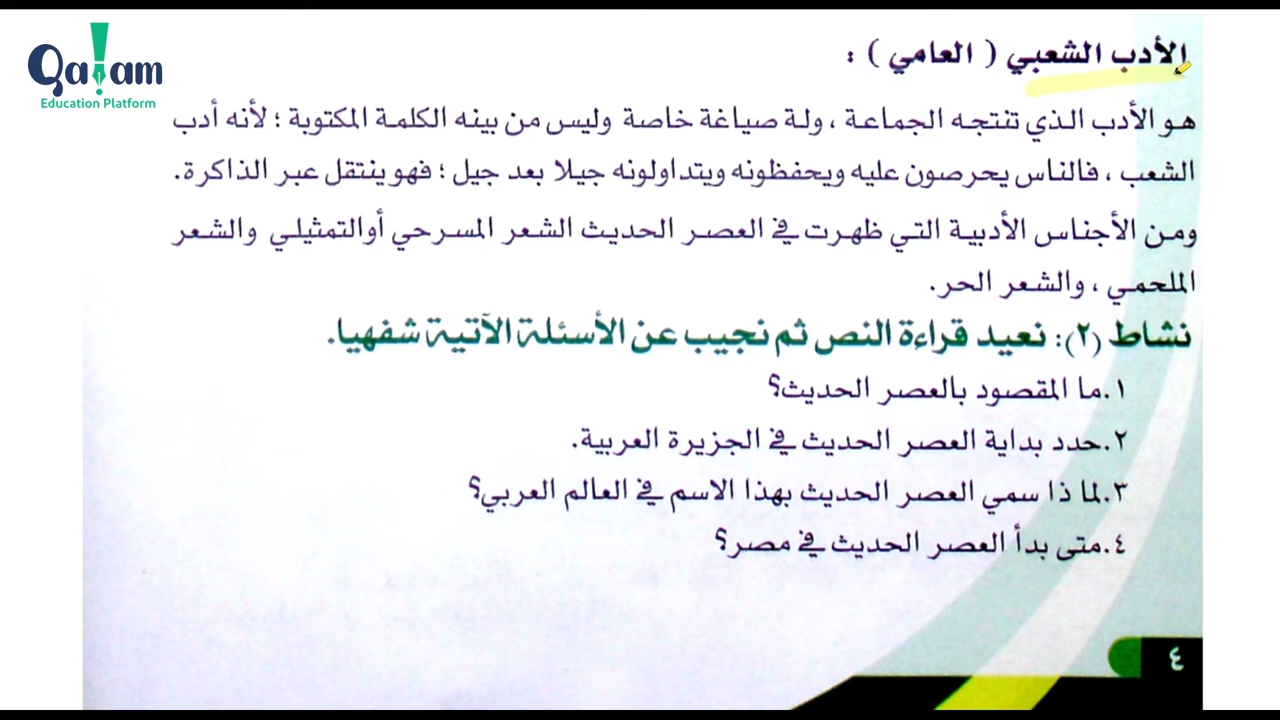 Qalam
Education Platform
الأدب الشعبي ( العامي ) :
هو الأدب الذي تنتجه الجماعة ، ولة صياغة خاصة وليس من بينه الكلمة المكتوبة ؛ لأنه أدب
الشعب ، فالناس يحرصون عليه ويحفظونه ويتداولونه جيلا بعد جيل ؛ فهو ينتقل عبر الذاكرة.
ومن الأجناس الأدبية التي ظهرت في العصر الحديث الشعر المسرحي أوالتمثيلي والشعر
الملحمي ، والشعر الحر.
نشاط (٢): نعيد قراءة النص ثم نجيب عن الأسئلة الآتية شفهيا.
١.ما المقصود بالعصر الحديث؟
٢.حدد بداية العصر الحديث في الجزيرة العربية.
٣.لما ذا سمي العصر الحديث بهذا الاسم في العالم العربي؟
٤.متى بدأ العصر الحديث في مصر؟
٤